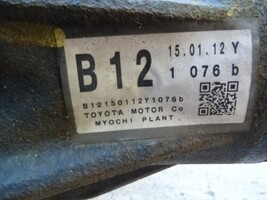 B12 15.01.12 Y
1 076 b
B12150112Y1076b
TOYOTA MOTOR Co
MYOCHI PLANT